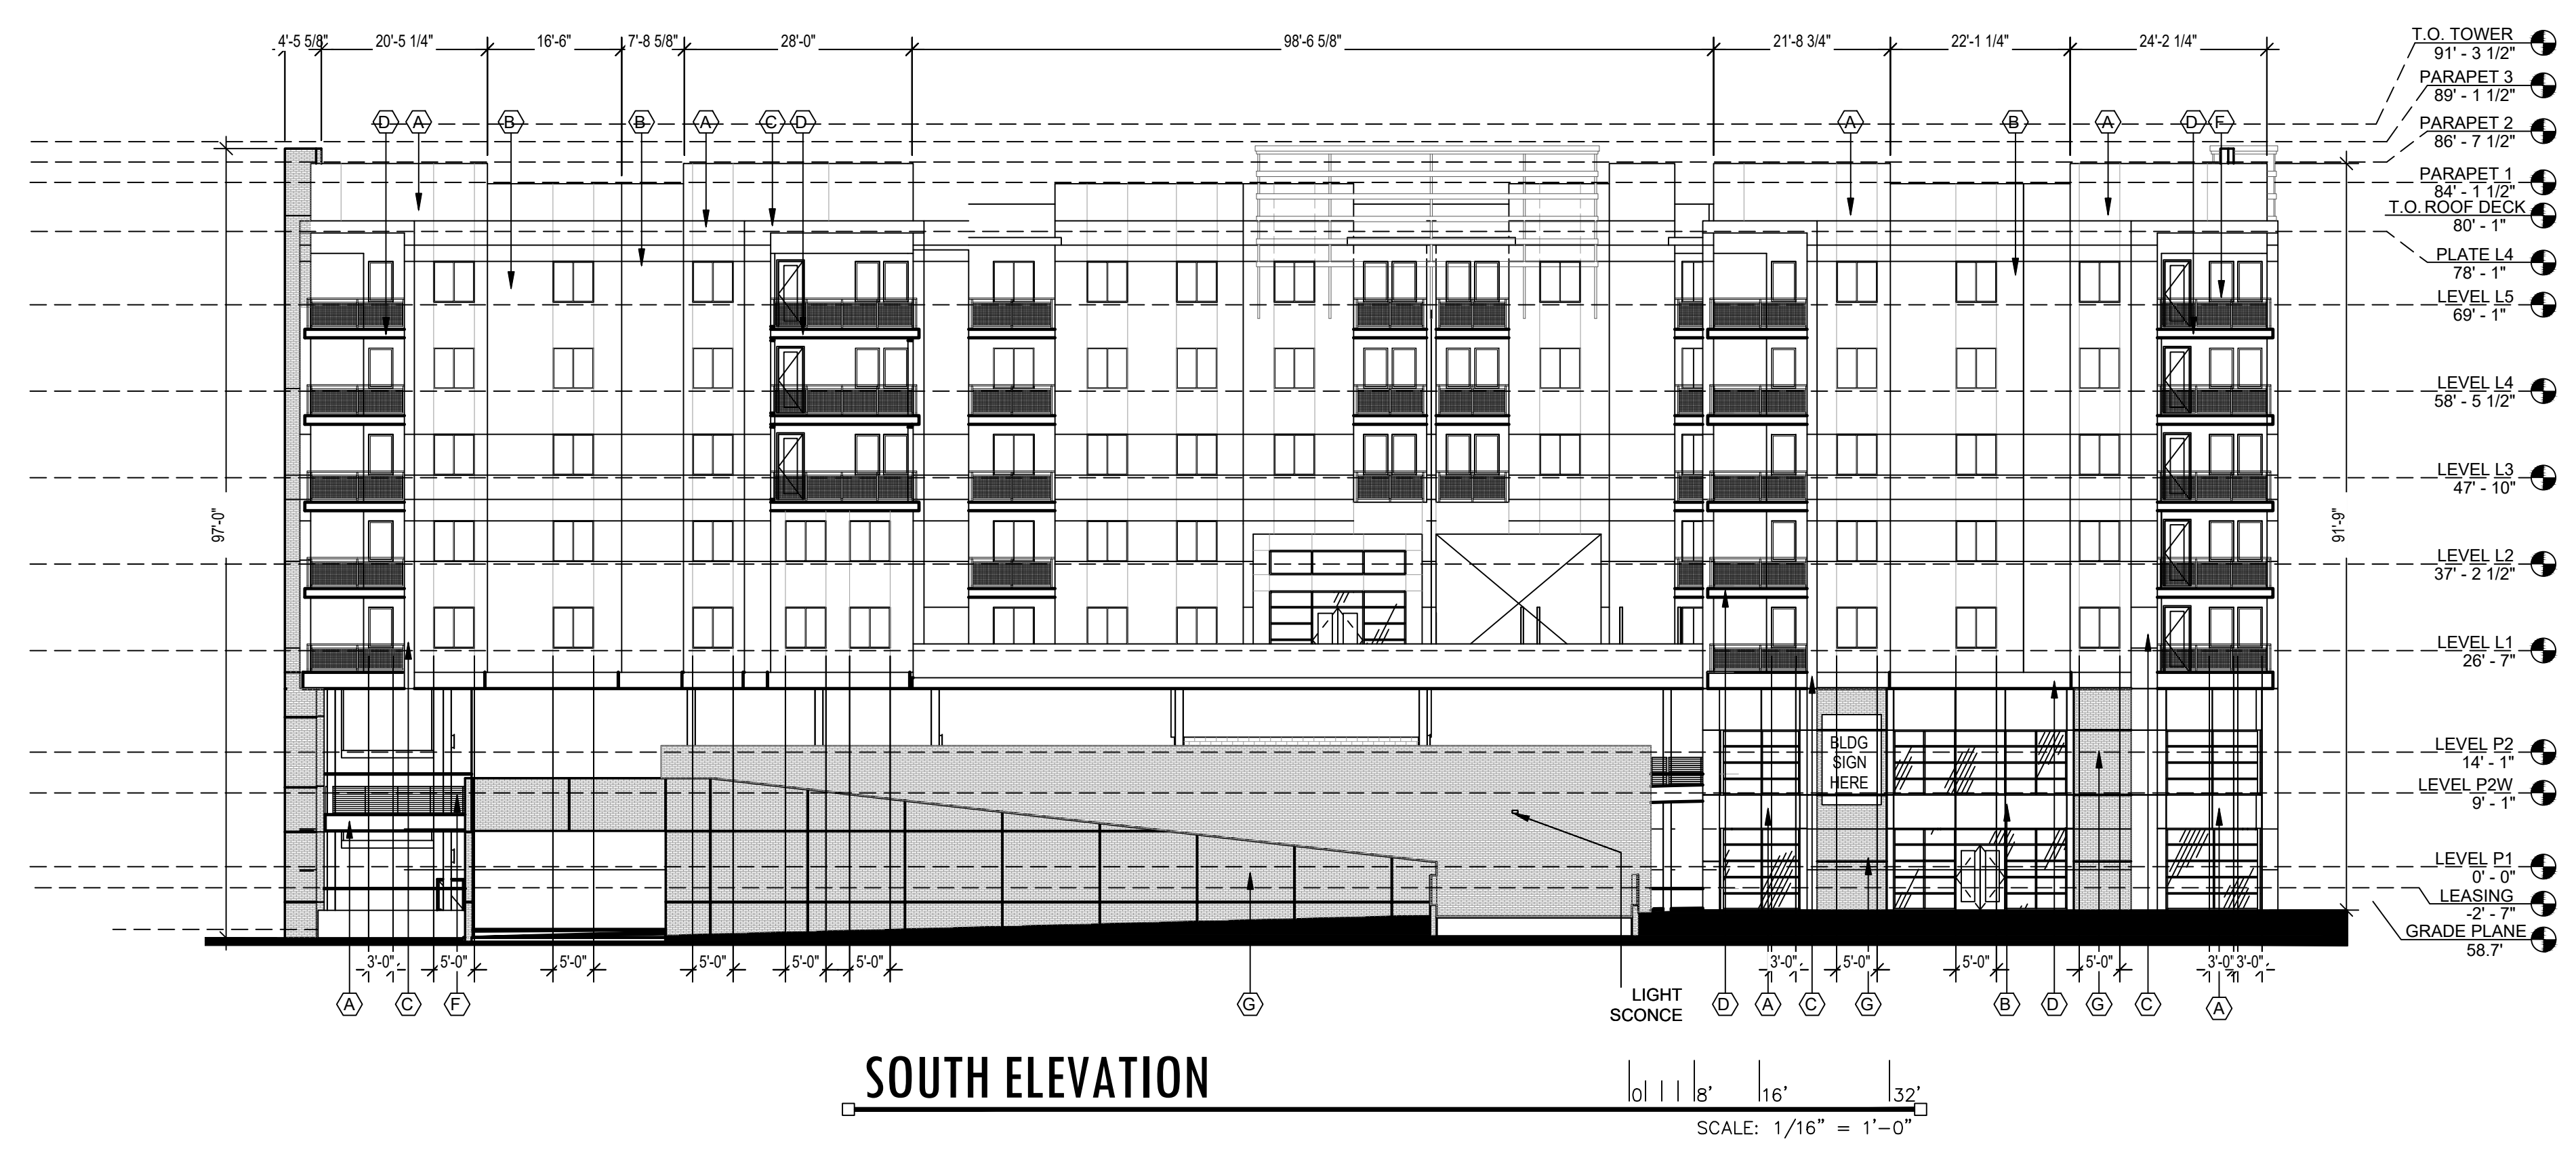 4'-5 5/8"
20'-5 1/4"
16'-6"
7'-8 5/8"
28'-0"
98'-6 5/8"
21'-8 3/4"
22'-1 1/4"
24'-2 1/4"
T.O. TOWER
91' - 3 1/2"
PARAPET 3
89' - 1 1/2"
PARAPET 2
86' - 7 1/2"
PARAPET 1
84' - 1 1/2"
T.O. ROOF DECK
80' - 1"
PLATE L4
78' - 1"
LEVEL L5
69' - 1"
LEVEL L4
58' - 5 1/2"
LEVEL L3
47' - 10"
LEVEL L2
37' - 2 1/2"
LEVEL L1
26' - 7"
LEVEL P2
14' - 1"
LEVEL P2W
9' - 1"
LEVEL P1
0' - 0"
LEASING
-2' - 7"
GRADE PLANE
58.7'
D A B B A C D A B A D F
97'-0"
91'-9"
BLDG
SIGN
HERE
3'-0" 5'-0" 5'-0" 5'-0" 5'-0" 5'-0" 3'-0" 5'-0" 5'-0" 5'-0" 3'-0" 3'-0"
A C F G D A C G B D G C A
LIGHT
SCONCE
SOUTH ELEVATION
0 8' 16' 32'
SCALE: 1/16" = 1'-0"